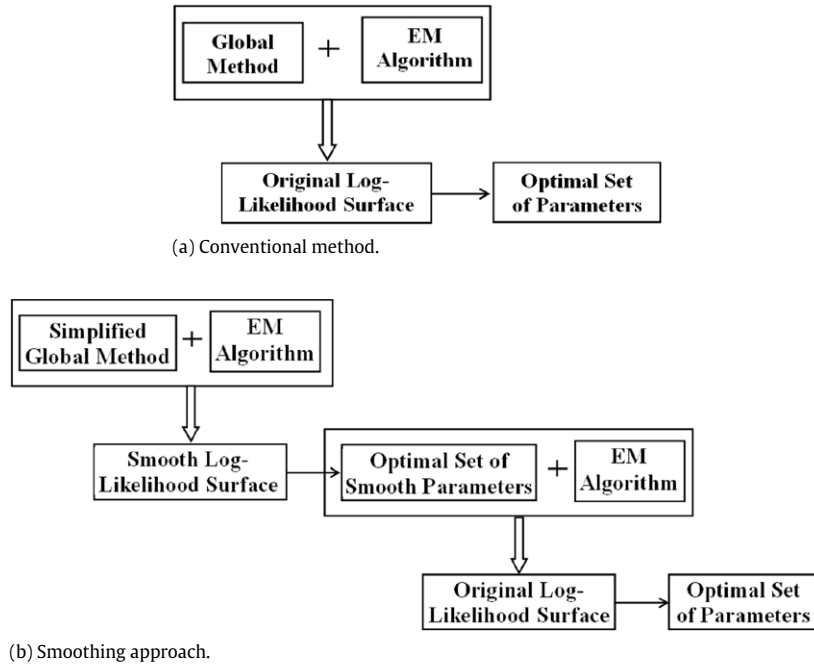 Global
Method
+
EM
Algorithm
Original Log-
Likelihood Surface
Optimal Set
of Parameters
(a) Conventional method.
Simplified
Global Method
+
EM
Algorithm
Smooth Log-
Likelihood Surface
Optimal Set of
Smooth Parameters
+
EM
Algorithm
Original Log-
Likelihood Surface
Optimal Set
of Parameters
(b) Smoothing approach.